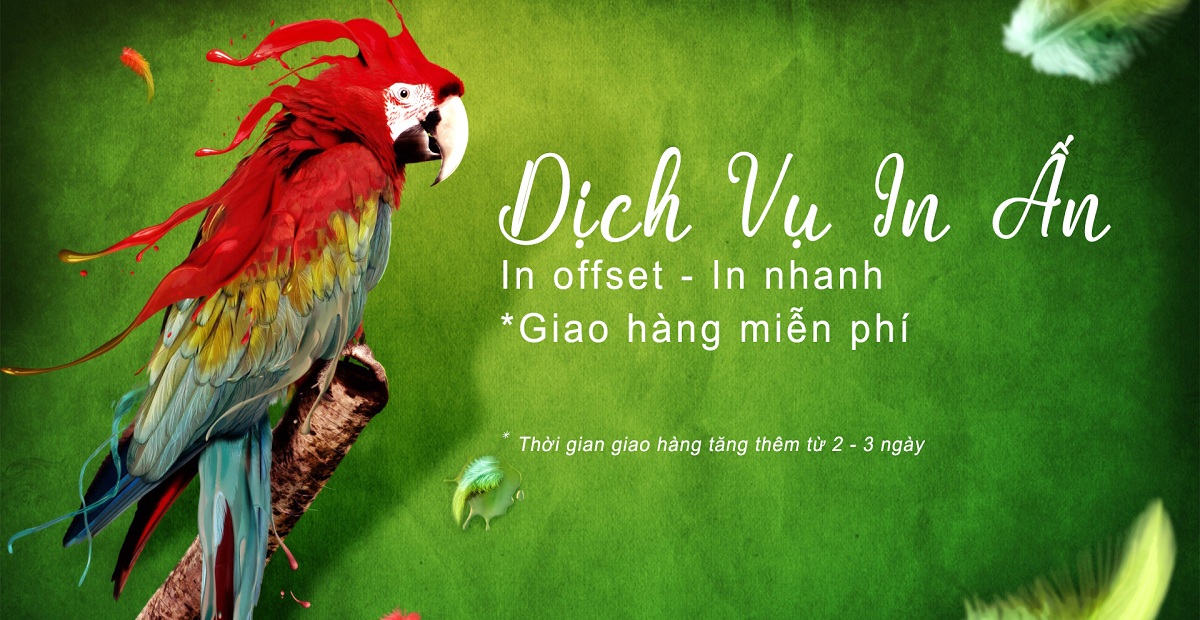 Dịch Vụ In Ấn
In offset - In nhanh
*Giao hàng miễn phí
* Thời gian giao hàng tăng thêm từ 2 - 3 ngày